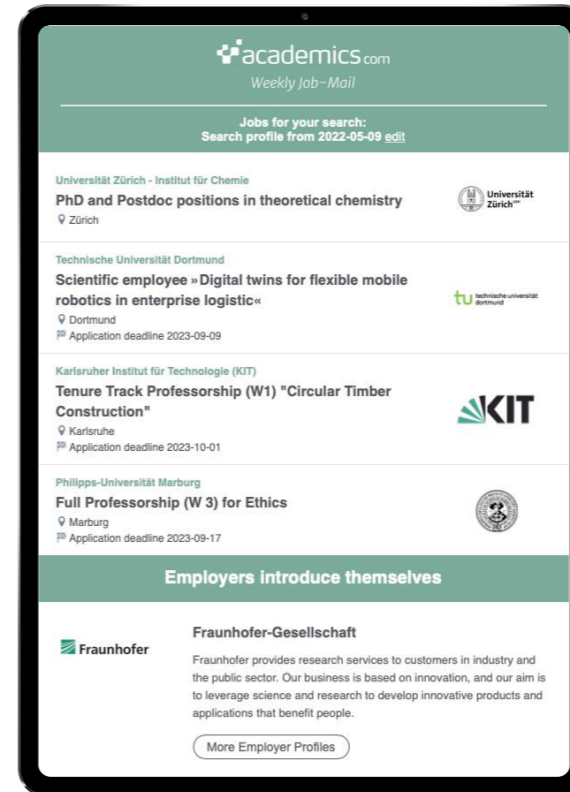 academics.com
Weekly Job-Mail
Jobs for your search:
Search profile from 2022-05-09 edit
Universität Zürich - Institut für Chemie
PhD and Postdoc positions in theoretical chemistry
Zürich
Universität
Zürich UZH
Technische Universität Dortmund
Scientific employee »Digital twins for flexible mobile
robotics in enterprise logistic«
Dortmund
Application deadline 2023-09-09
tu technische universität
dortmund
Karlsruher Institut für Technologie (KIT)
Tenure Track Professorship (W1) "Circular Timber
Construction"
Karlsruhe
Application deadline 2023-10-01
KIT
Philipps-Universität Marburg
Full Professorship (W 3) for Ethics
Marburg
Application deadline 2023-09-17
Employers introduce themselves
Fraunhofer
Fraunhofer-Gesellschaft
Fraunhofer provides research services to customers in industry and
the public sector. Our business is based on innovation, and our aim is
to leverage science and research to develop innovative products and
applications that benefit people.
More Employer Profiles